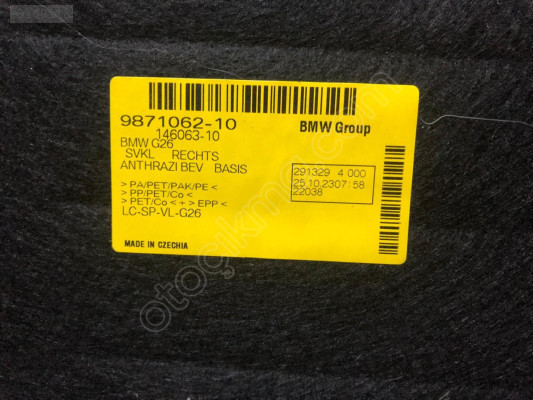 9871062-10
146063-10
BMW Group
BMW G26
SVKL RECHTS
ANTHRAZI BEV BASIS
291329 4 000
25.10.2307:58
22038
> PA/PET/PAK/PE <
> PP/PET/Co <
> PET/Co < + > EPP <
LC-SP-VL-G26
MADE IN CZECHIA